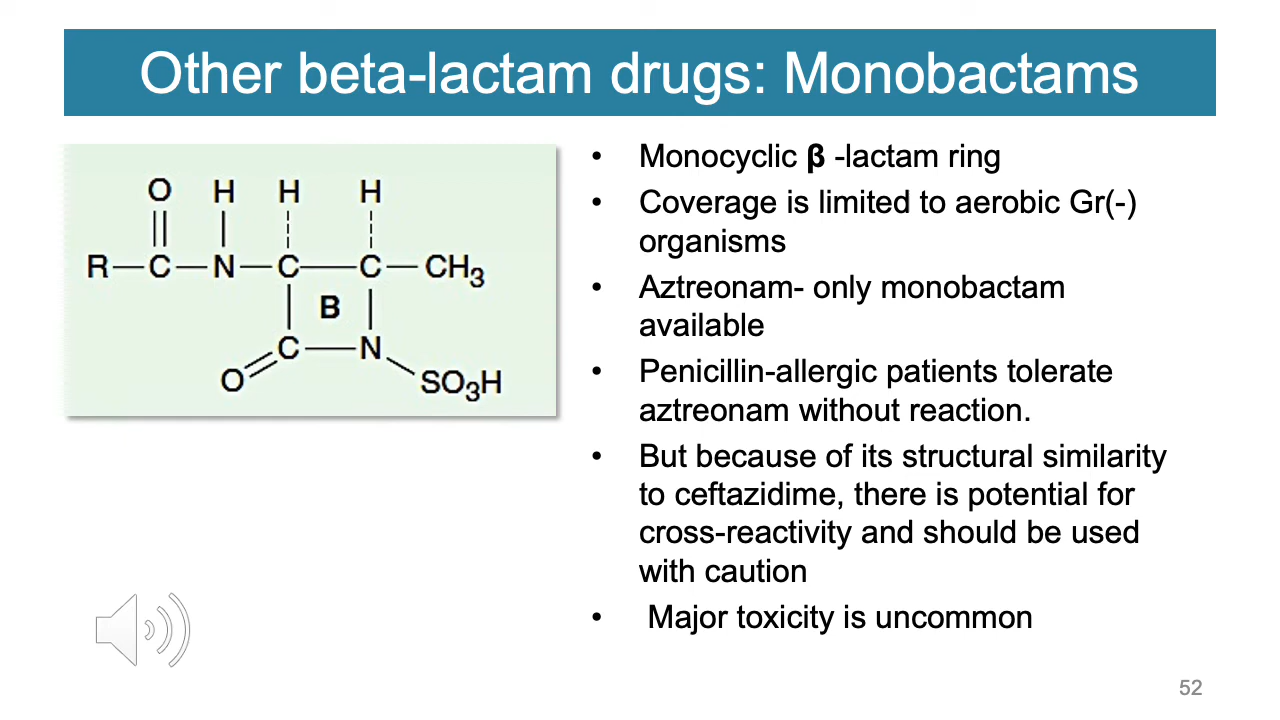 Other beta-lactam drugs: Monobactams
O H H H
R—C—N—C—C—CH3
B
C—N
O SO3H
• Monocyclic β -lactam ring
• Coverage is limited to aerobic Gr(-)
organisms
• Aztreonam- only monobactam
available
• Penicillin-allergic patients tolerate
aztreonam without reaction.
• But because of its structural similarity
to ceftazidime, there is potential for
cross-reactivity and should be used
with caution
• Major toxicity is uncommon
52